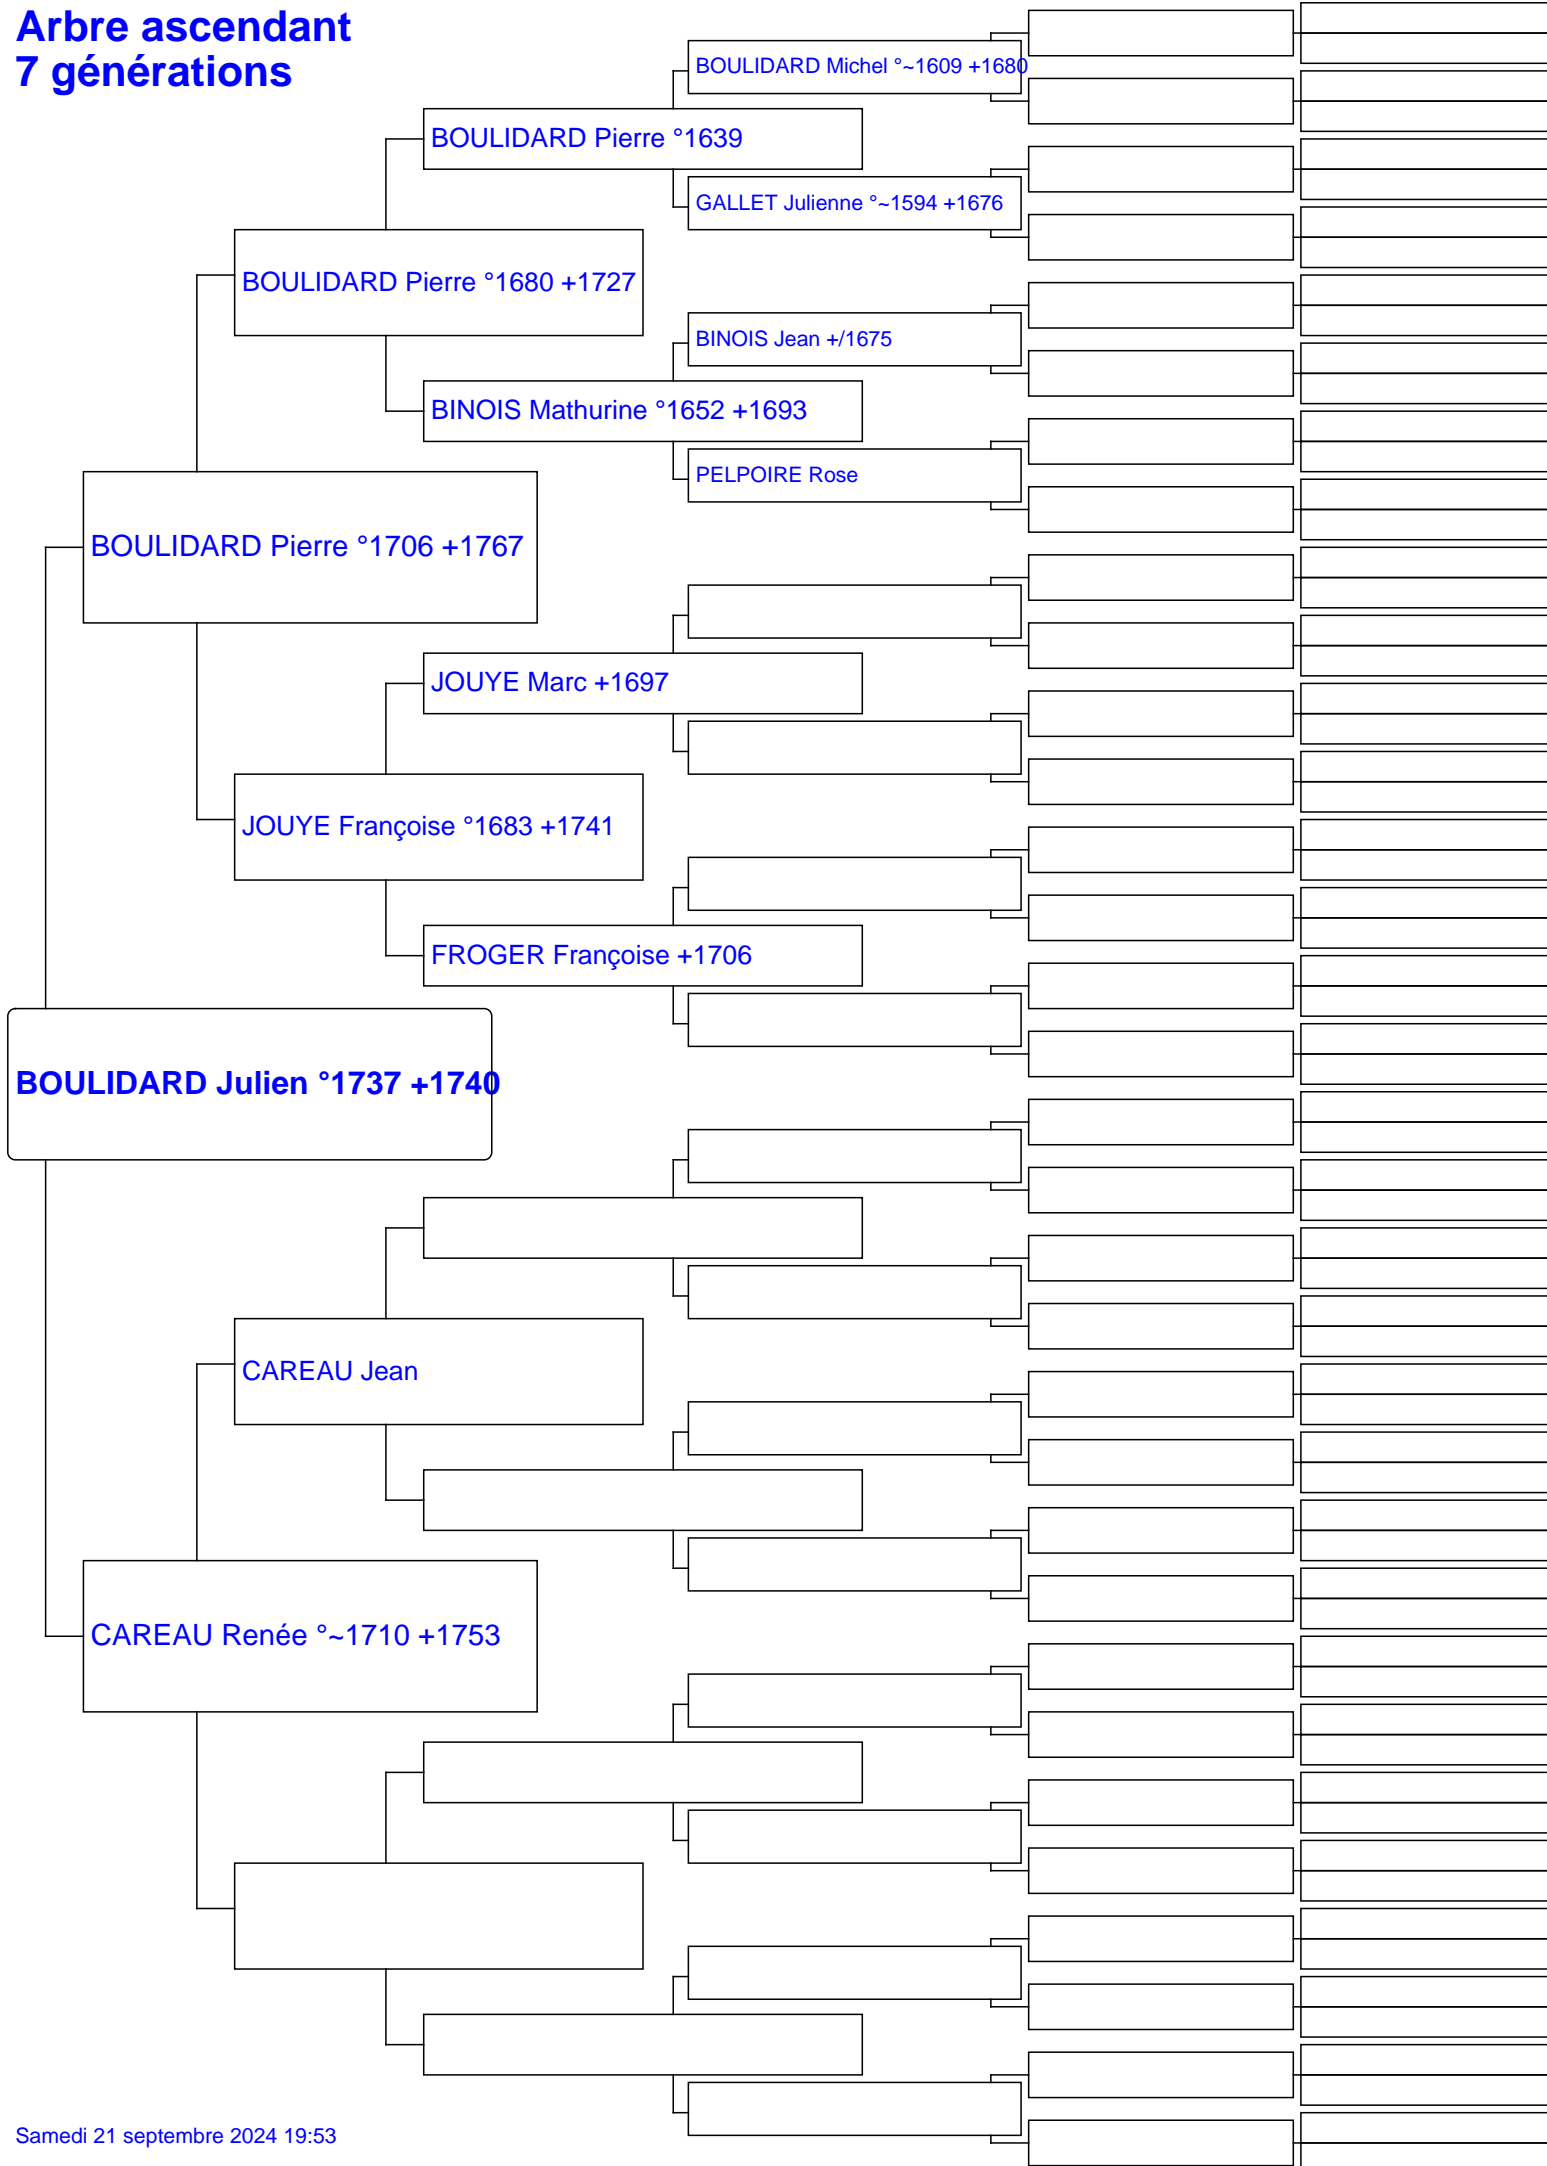 Arbre ascendant
7 générations
BOULIDARD Michel °~1609 +1680
BOULIDARD Pierre °1639
GALLET Julienne °~1594 +1676
BOULIDARD Pierre °1680 +1727
BINOIS Jean +/1675
BINOIS Mathurine °1652 +1693
PELPOIRE Rose
BOULIDARD Pierre °1706 +1767
JOUYE Marc +1697
JOUYE Françoise °1683 +1741
FROGER Françoise +1706
BOULIDARD Julien °1737 +1740
CAREAU Jean
CAREAU Renée °~1710 +1753
Samedi 21 septembre 2024 19:53